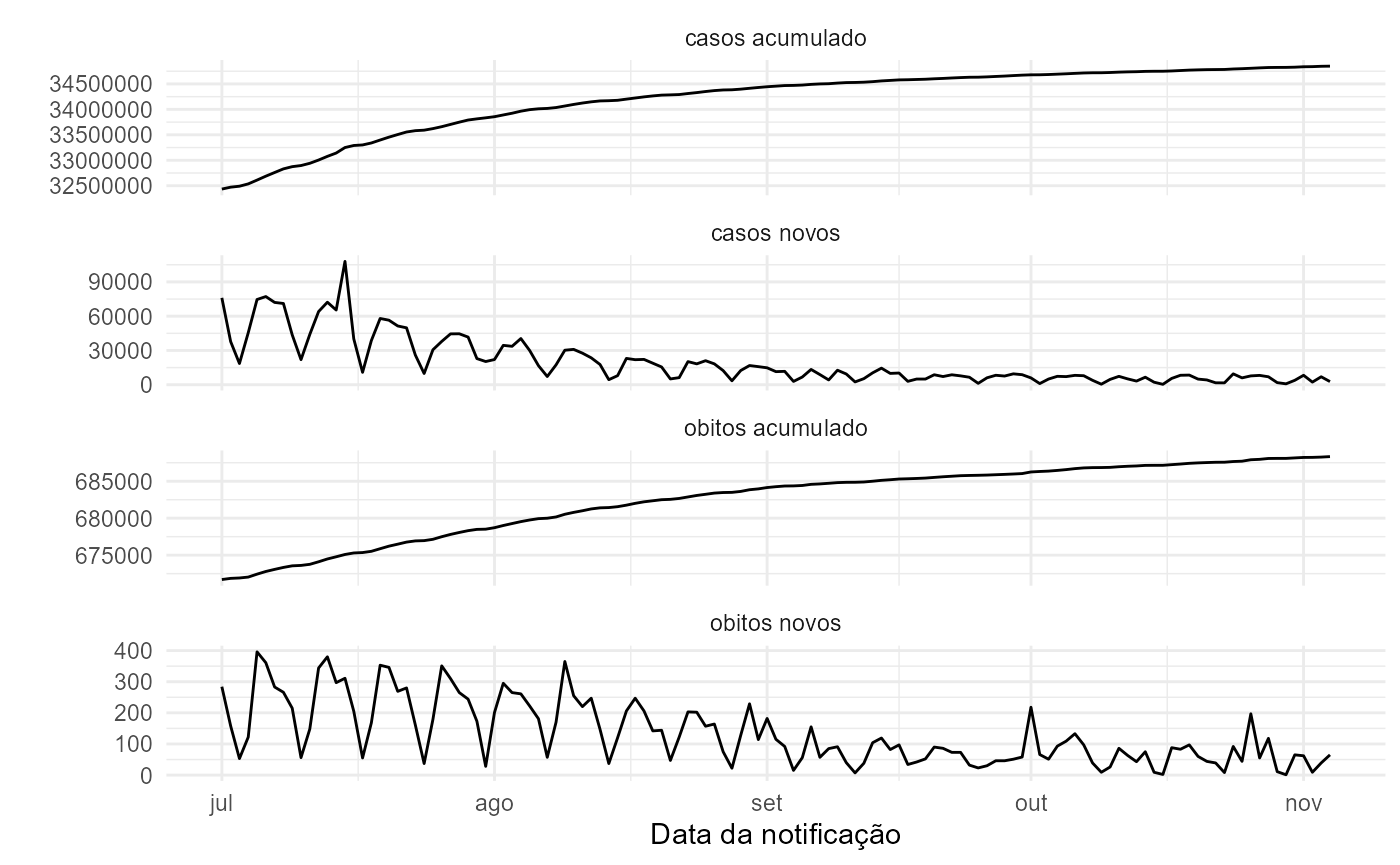 casos acumulado
34500000
34000000
33500000
33000000
32500000
casos novos
90000
60000
30000
0
obitos acumulado
685000
680000
675000
obitos novos
400
300
200
100
0
jul ago set out nov
Data da notificação